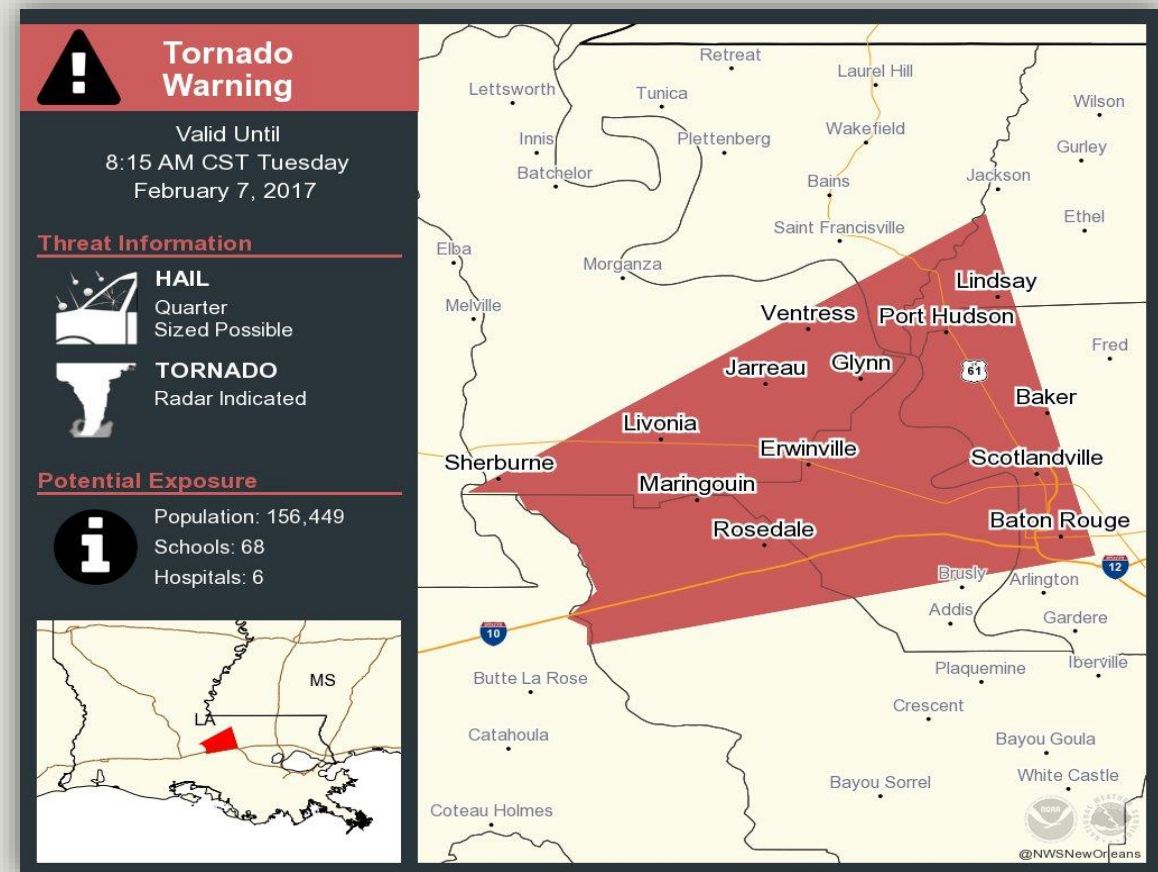 Tornado
Warning
Valid Until
8:15 AM CST Tuesday
February 7, 2017
Threat Information
HAIL
Quarter
Sized Possible
TORNADO
Radar Indicated
Potential Exposure
Population: 156,449
Schools: 68
Hospitals: 6
MS
LA
Retreat
Laurel Hill
Lettsworth
Tunica
Wilson
Innis
Plettenberg
Wakefield
Gurley
Batchelor
Bains
Jackson
Saint Francisville
Ethel
Elba
Morganza
Lindsay
Melville
Ventress
Port Hudson
Fred
Jarreau
Glynn
61
Baker
Livonia
Erwinville
Scotlandville
Sherburne
Maringouin
Rosedale
Baton Rouge
12
Brusly
Arlington
Addis
Gardere
10
Butte La Rose
Plaquemine
Iberville
Crescent
Catahoula
Bayou Goula
Bayou Sorrel
White Castle
Coteau Holmes
NOAA
@NWSNewOrleans